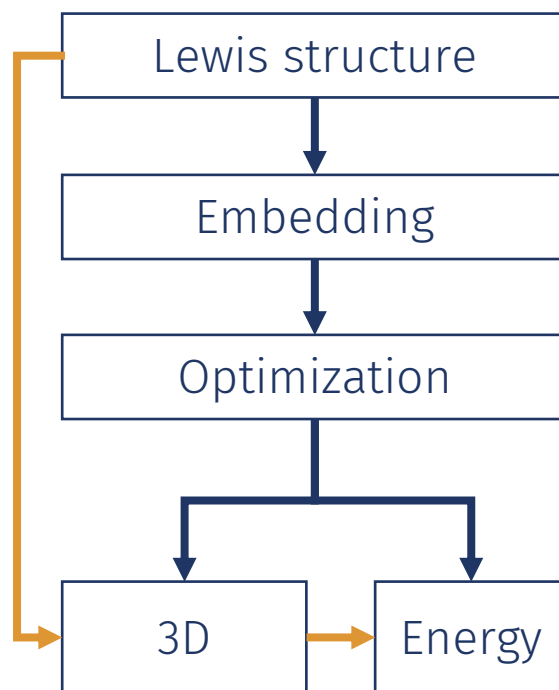 Lewis structure
Embedding
Optimization
3D
Energy